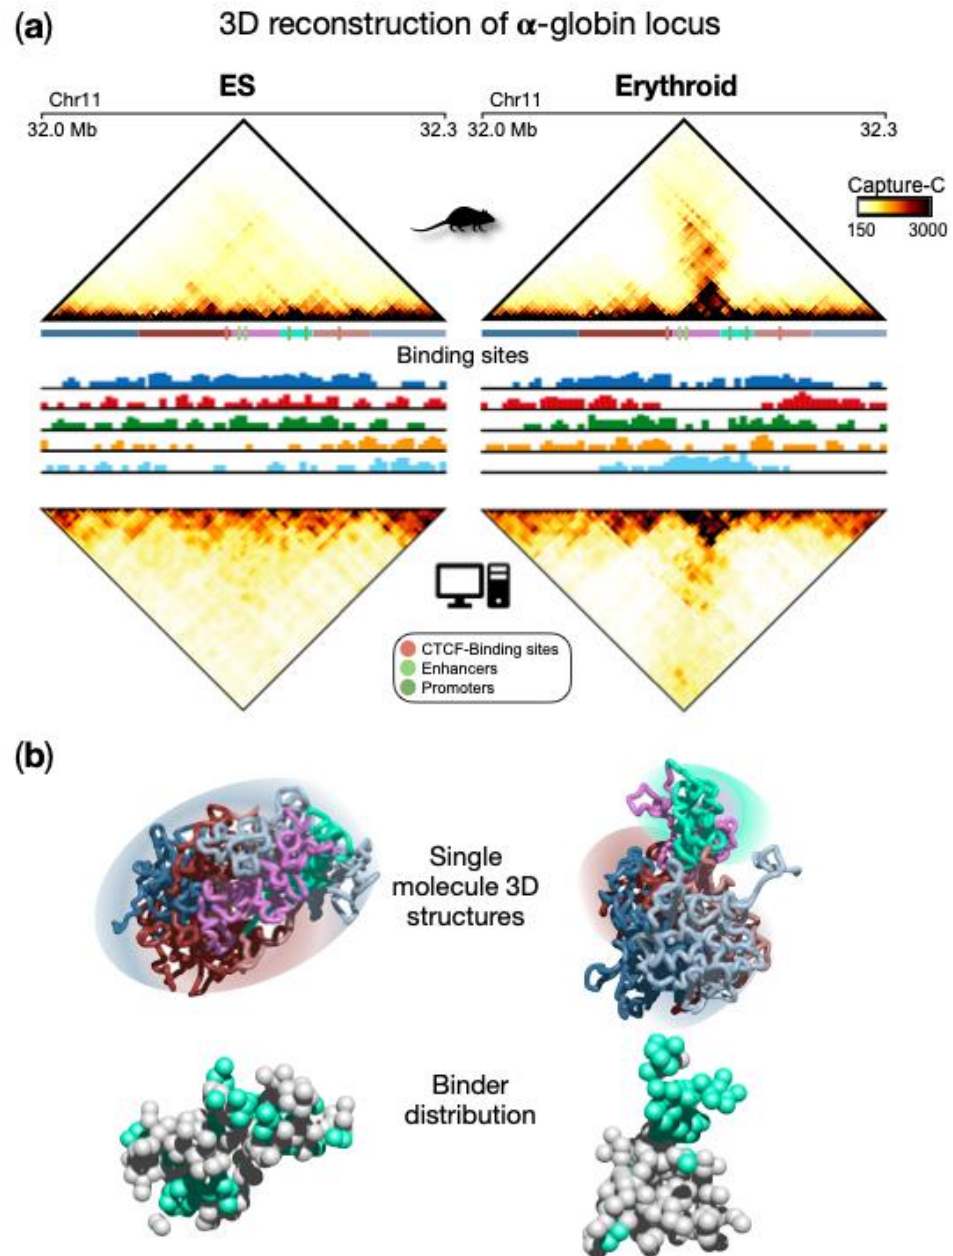 (a)
3D reconstruction of α-globin locus
ES
Erythroid
Chr11
Chr11
32.0 Mb
32.3
32.0 Mb
32.3
Capture-C
150
3000
Binding sites
CTCF-Binding sites
Enhancers
Promoters
(b)
Single
molecule 3D
structures
Binder
distribution